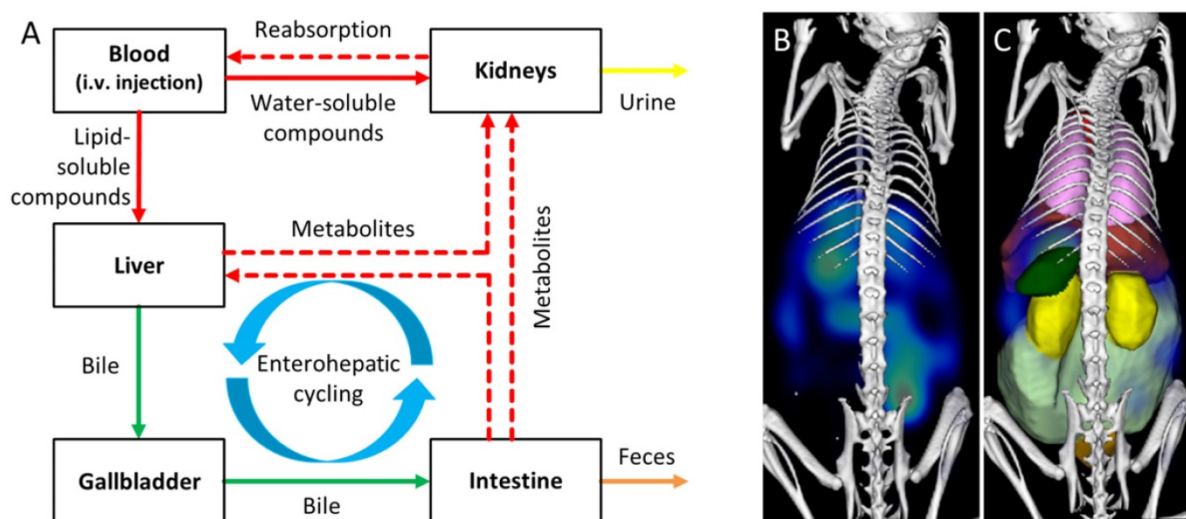 A
Blood
(i.v. injection)
Reabsorption
Water-soluble
compounds
Kidneys
Urine
Lipid-
soluble
compounds
Liver
Metabolites
Metabolites
Bile
Enterohepatic
cycling
Gallbladder
Bile
Intestine
Feces
B
C